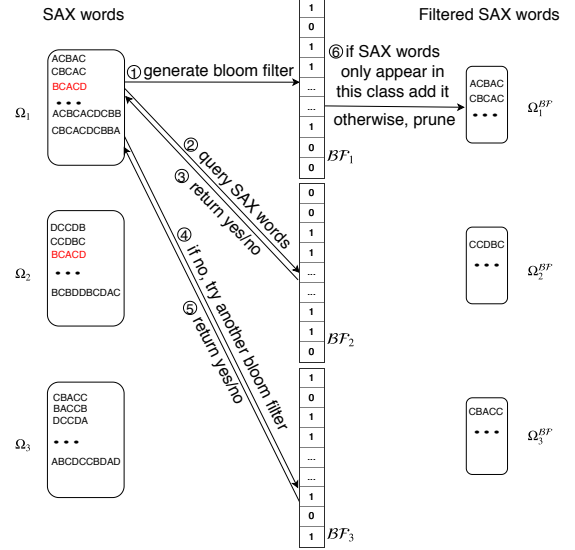 SAX words
Filtered SAX words
Ω1
ACBAC
CBCAC
BCACD
• • •
ACBCACDCBB
CBCACDCBBA
① generate bloom filter
② query SAX words
③ return yes/no
④ if no, try another bloom filter
⑤ return yes/no
⑥ if SAX words
only appear in
this class add it
otherwise, prune
1
0
1
1
...
...
1
0
0
BF1
ACBAC
CBCAC
• • •
Ω1^BF
Ω2
DCCDB
CCDBC
BCACD
• • •
BCBDDBCDAC
0
0
1
1
...
...
1
1
0
BF2
CCDBC
• • •
Ω2^BF
Ω3
CBACC
BACCB
DCCDA
• • •
ABCDCCBDAD
1
0
1
1
...
...
1
0
1
BF3
CBACC
• • •
Ω3^BF